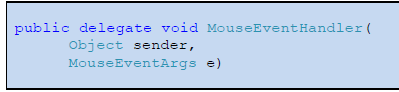 public delegate void MouseEventHandler(
Object sender,
MouseEventArgs e)